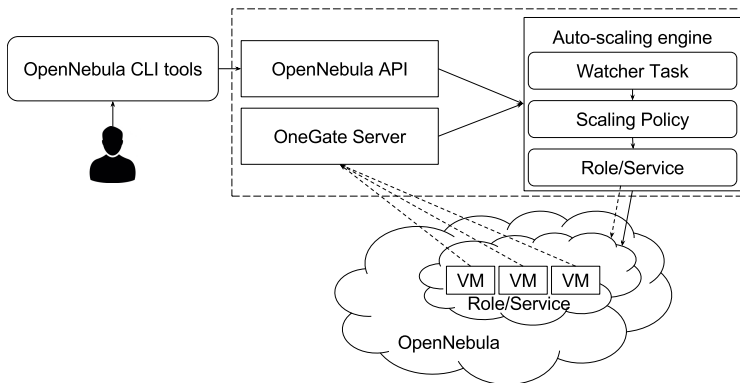 Auto-scaling engine
OpenNebula CLI tools
OpenNebula API
Watcher Task
OneGate Server
Scaling Policy
Role/Service
VM
VM
VM
Role/Service
OpenNebula